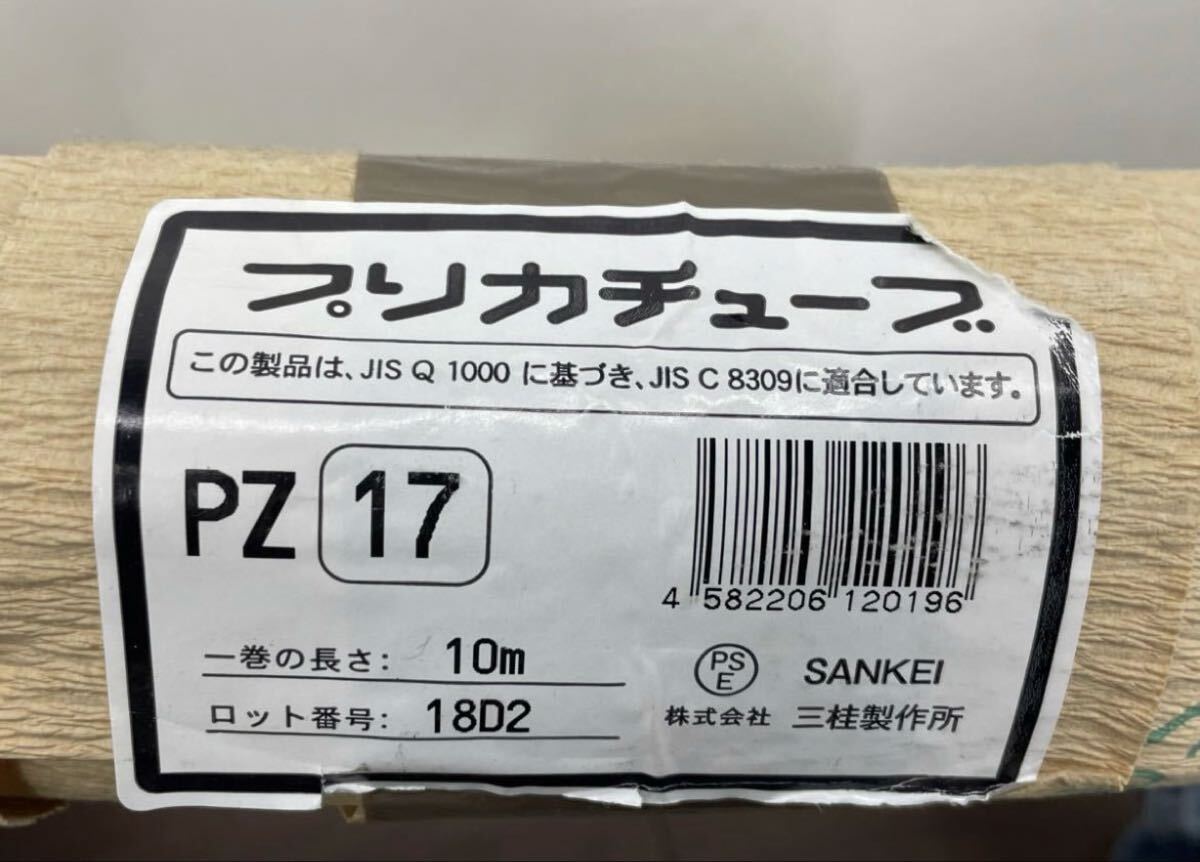 プリカチューブ
この製品は、JIS Q 1000 に基づき、JIS C 8309に適合しています。
PZ 17
4 582206 120196
一巻の長さ: 10m
ロット番号: 18D2
PSE SANKEI
株式会社 三桂製作所